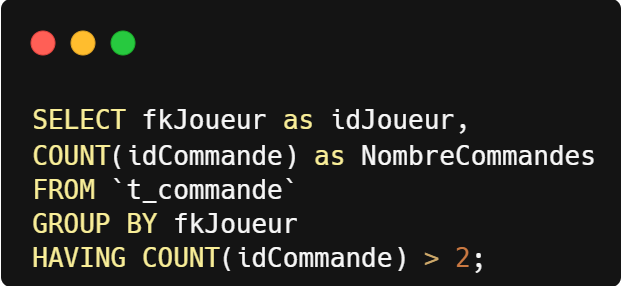 SELECT fkJoueur as idJoueur,
COUNT(idCommande) as NombreCommandes
FROM `t_commande`
GROUP BY fkJoueur
HAVING COUNT(idCommande) > 2;